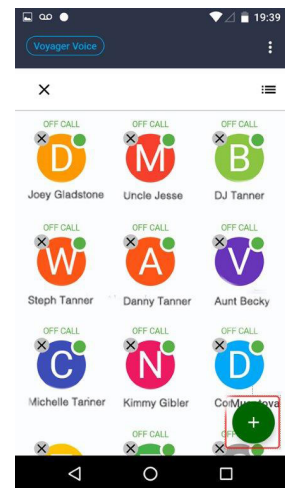 19:39
Voyager Voice
OFF CALL OFF CALL OFF CALL
D M B
Joey Gladstone Uncle Jesse DJ Tanner
OFF CALL OFF CALL OFF CALL
W A V
Steph Tanner Danny Tanner Aunt Becky
OFF CALL OFF CALL OFF CALL
C N D
Michelle Tanner Kimmy Gibler
OFF CALL